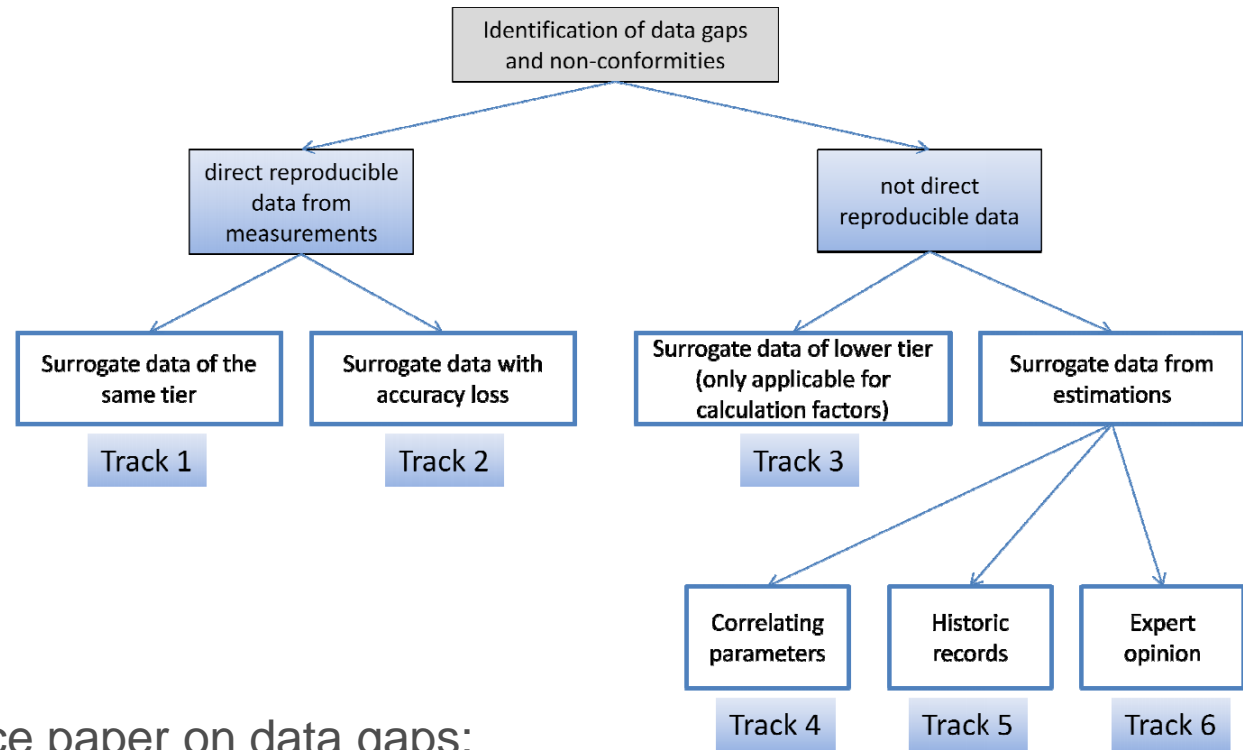 Identification of data gaps
and non-conformities
direct reproducible
data from
measurements
not direct
reproducible data
Surrogate data of the
same tier
Surrogate data with
accuracy loss
Surrogate data of lower tier
(only applicable for
calculation factors)
Surrogate data from
estimations
Track 1
Track 2
Track 3
Correlating
parameters
Historic
records
Expert
opinion
Track 4
Track 5
Track 6
ce paper on data gaps: